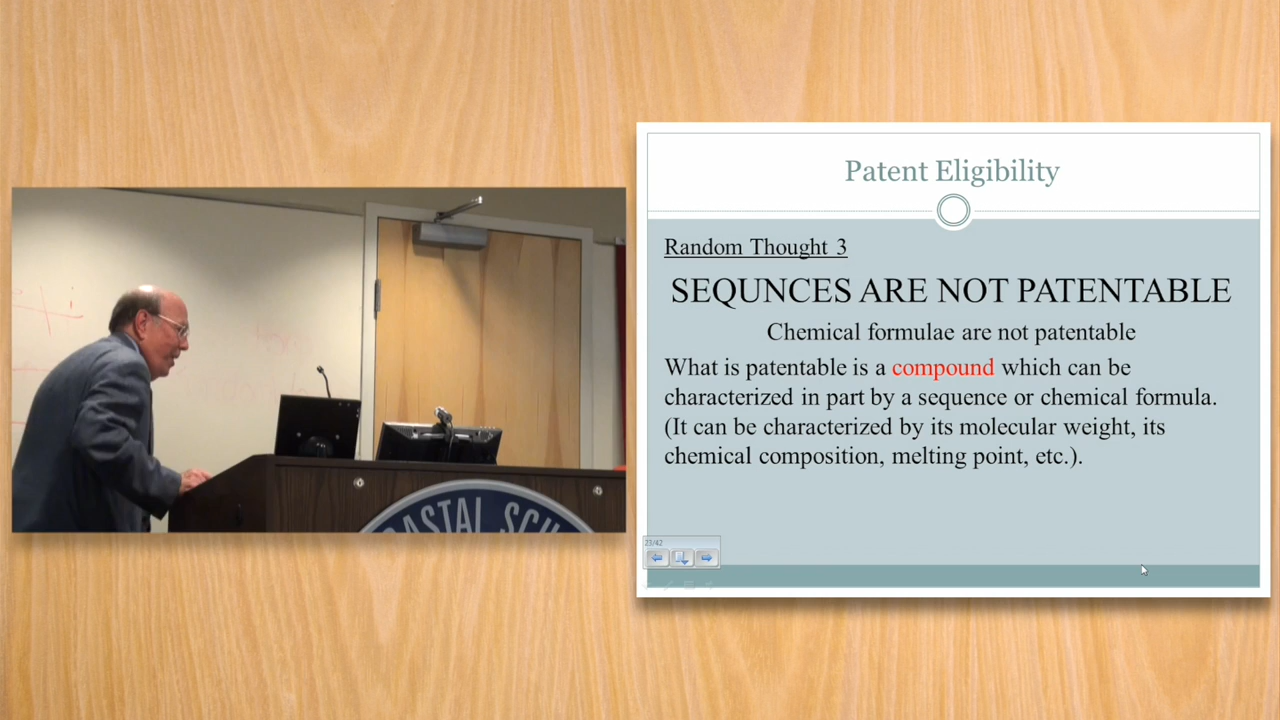 Patent Eligibility
Random Thought 3
SEQUNCES ARE NOT PATENTABLE
Chemical formulae are not patentable
What is patentable is a compound which can be
characterized in part by a sequence or chemical formula.
(It can be characterized by its molecular weight, its
chemical composition, melting point, etc.).